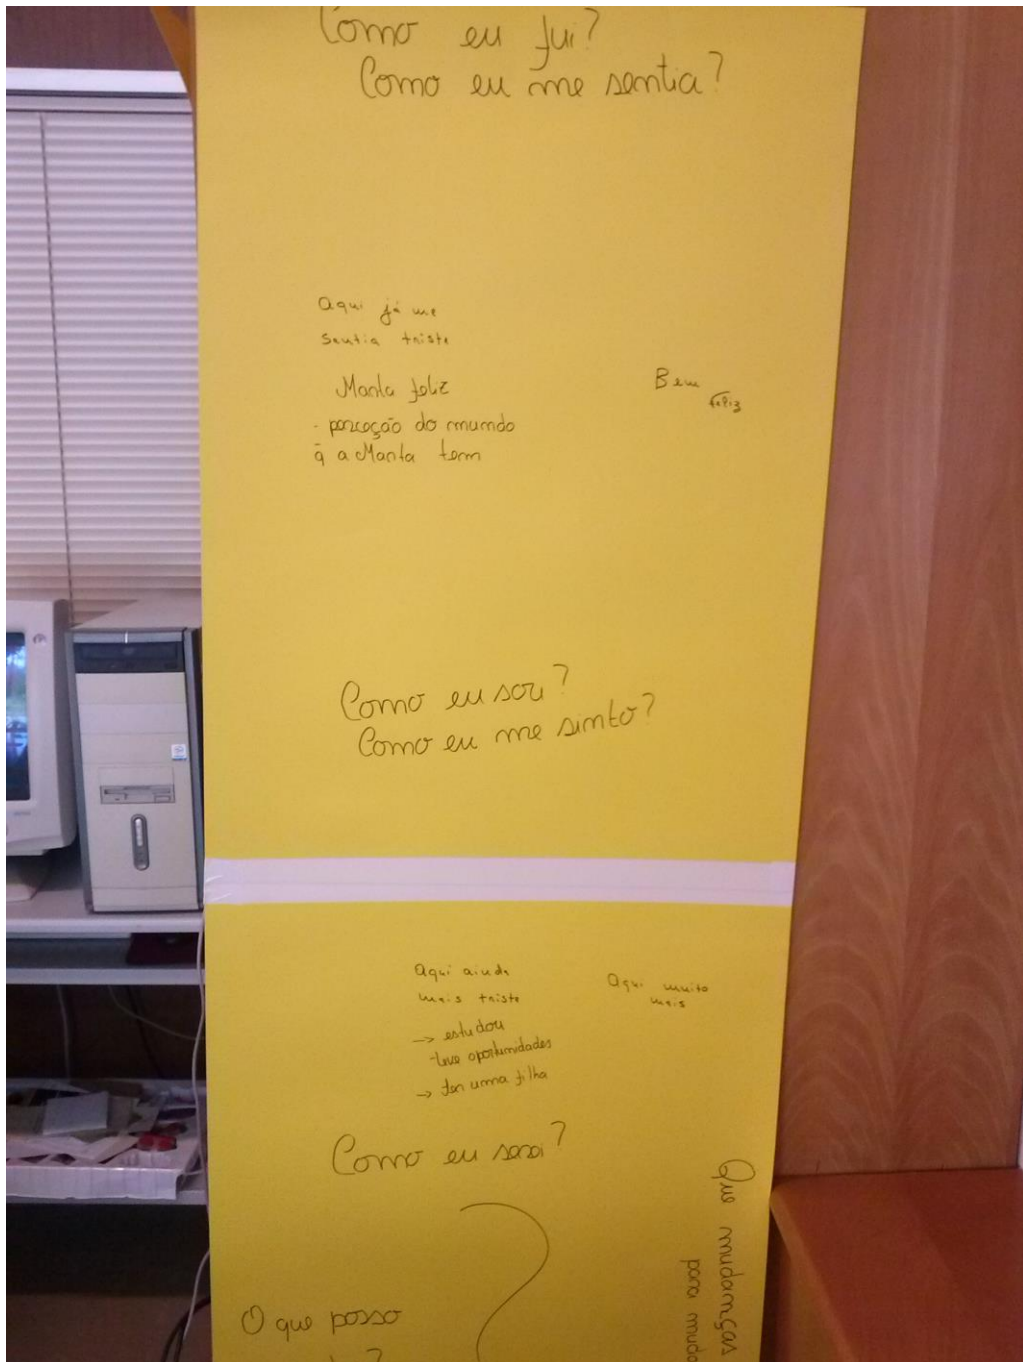 Como eu fui?
Como eu me sentia?
Aqui já me
sentia triste
Marta feliz
- perceção do mundo
q a Marta tem
Bem
feliz
Como eu sou?
Como eu me sinto?
Aqui ainda
mais triste
→ estudou
- teve oportunidades
→ ter uma filha
Aqui muito
mais
Como eu serei?
?
O que posso
Que mudanças
para muda